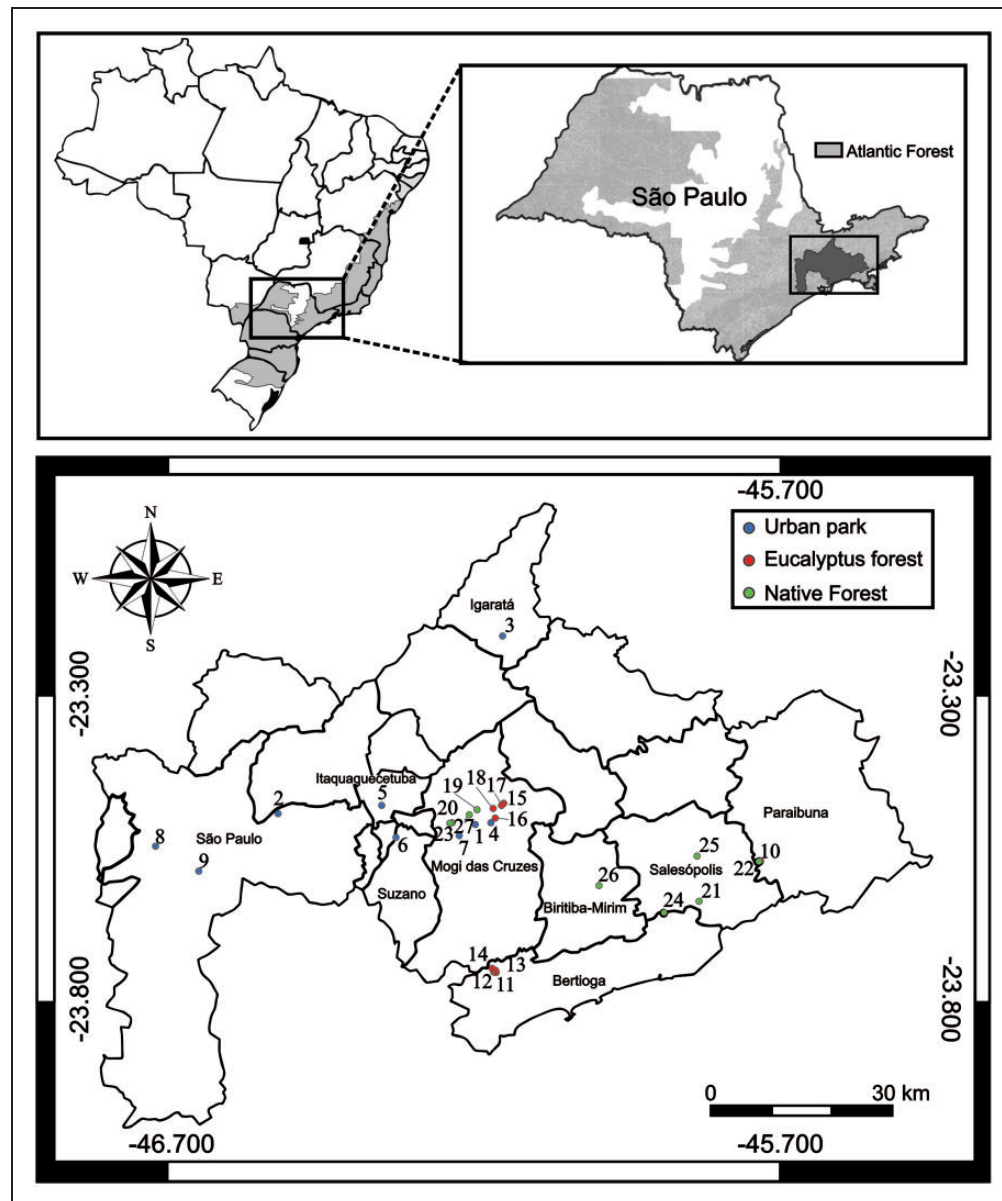 São Paulo
Atlantic Forest
-45.700
N
W
E
S
Urban park
Eucalyptus forest
Native Forest
Igaratá
3
-23.300
-23.300
Itaquaquecetuba
5
2
19
18
17
15
16
20
23
27
1
4
7
6
8
São Paulo
9
Mogi das Cruzes
Suzano
Paraibuna
25
10
22
Salesópolis
26
Biritiba-Mirim
24
21
14
13
12
11
Bertioga
-23.800
-23.800
0
30 km
-46.700
-45.700